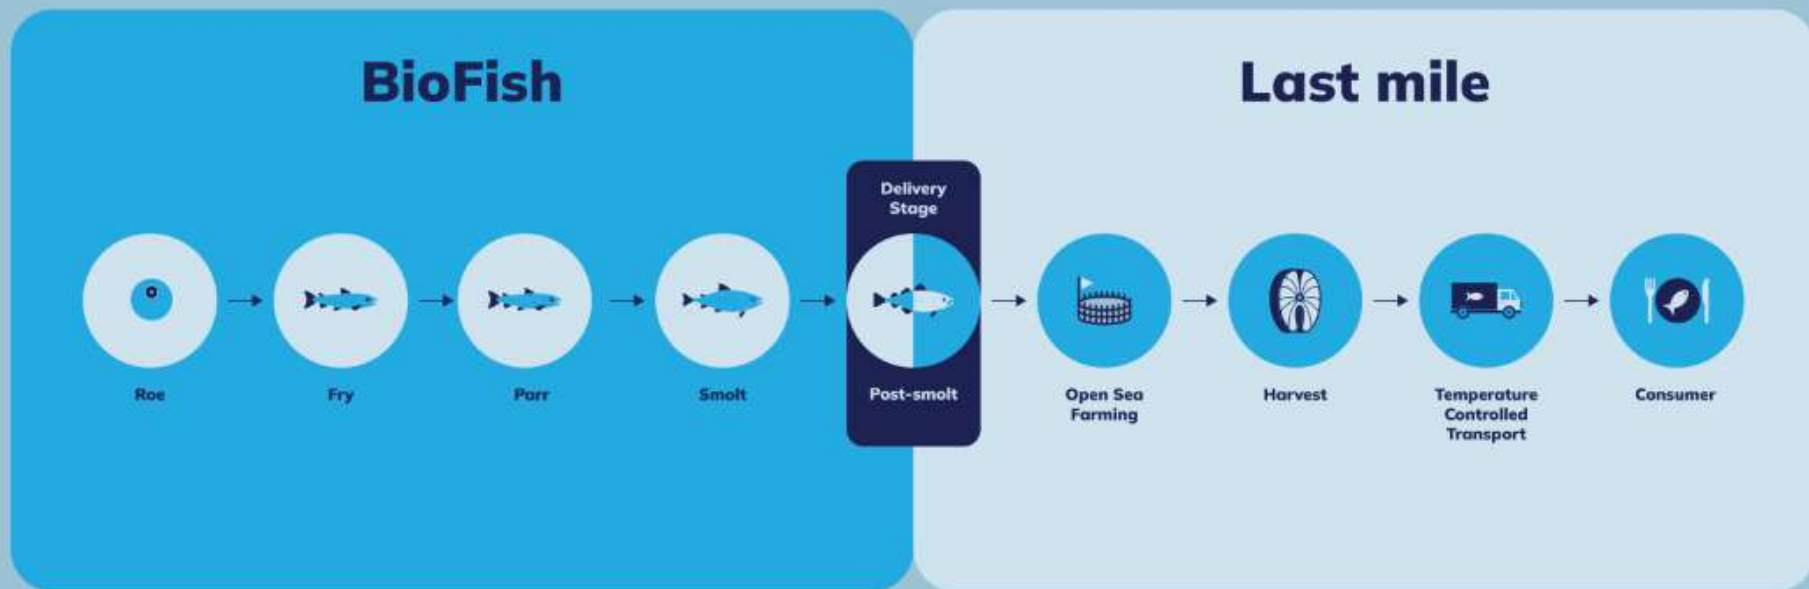 BioFish
Last mile
Delivery
Stage
Roe
Fry
Parr
Smolt
Post-smolt
Open Sea
Farming
Harvest
Temperature
Controlled
Transport
Consumer